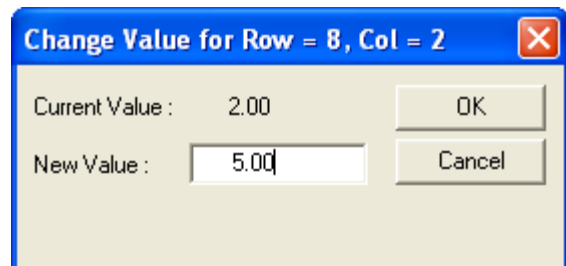 Change Value for Row = 8, Col = 2
Current Value : 2.00 OK
New Value : 5.00 Cancel